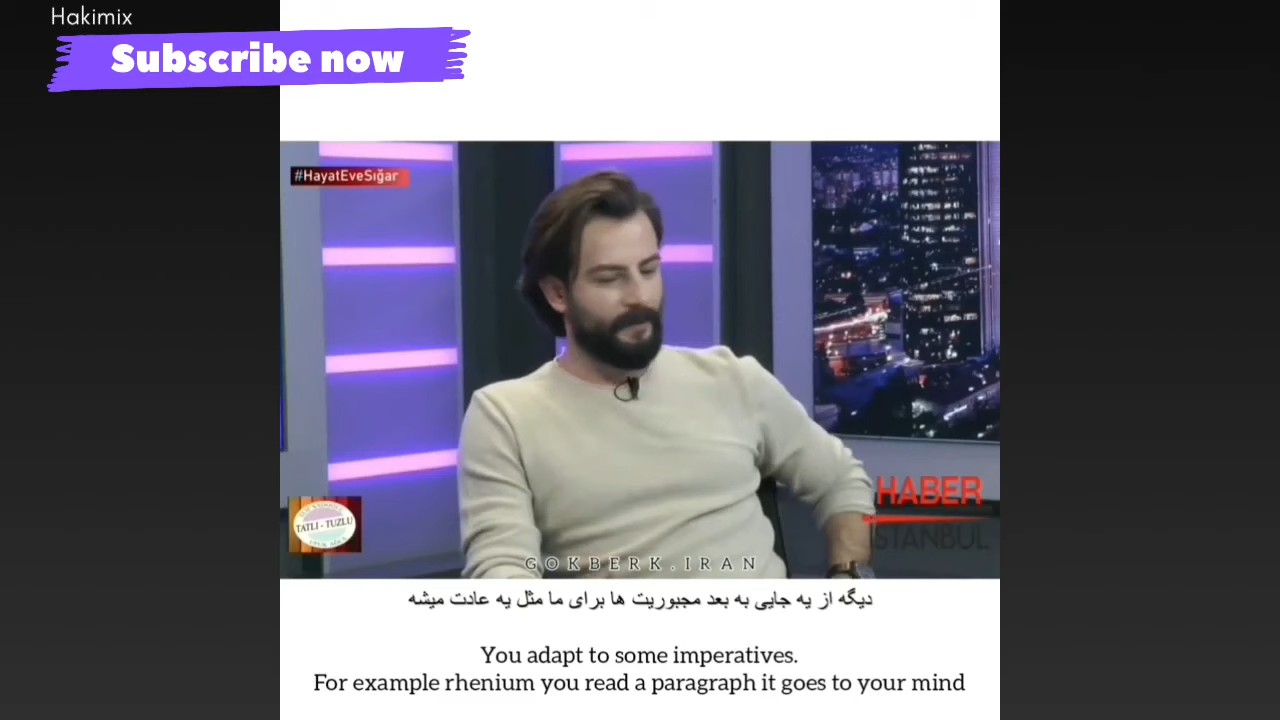 Hakimix
Subscribe now
#HayatEveSığar
TATLI - TUZLU
HABER
ISTANBUL
GOKBERK.IRAN
دیگه از یه جایی به بعد مجبوریت ها برای ما مثل یه عادت میشه
You adapt to some imperatives.
For example rhenium you read a paragraph it goes to your mind